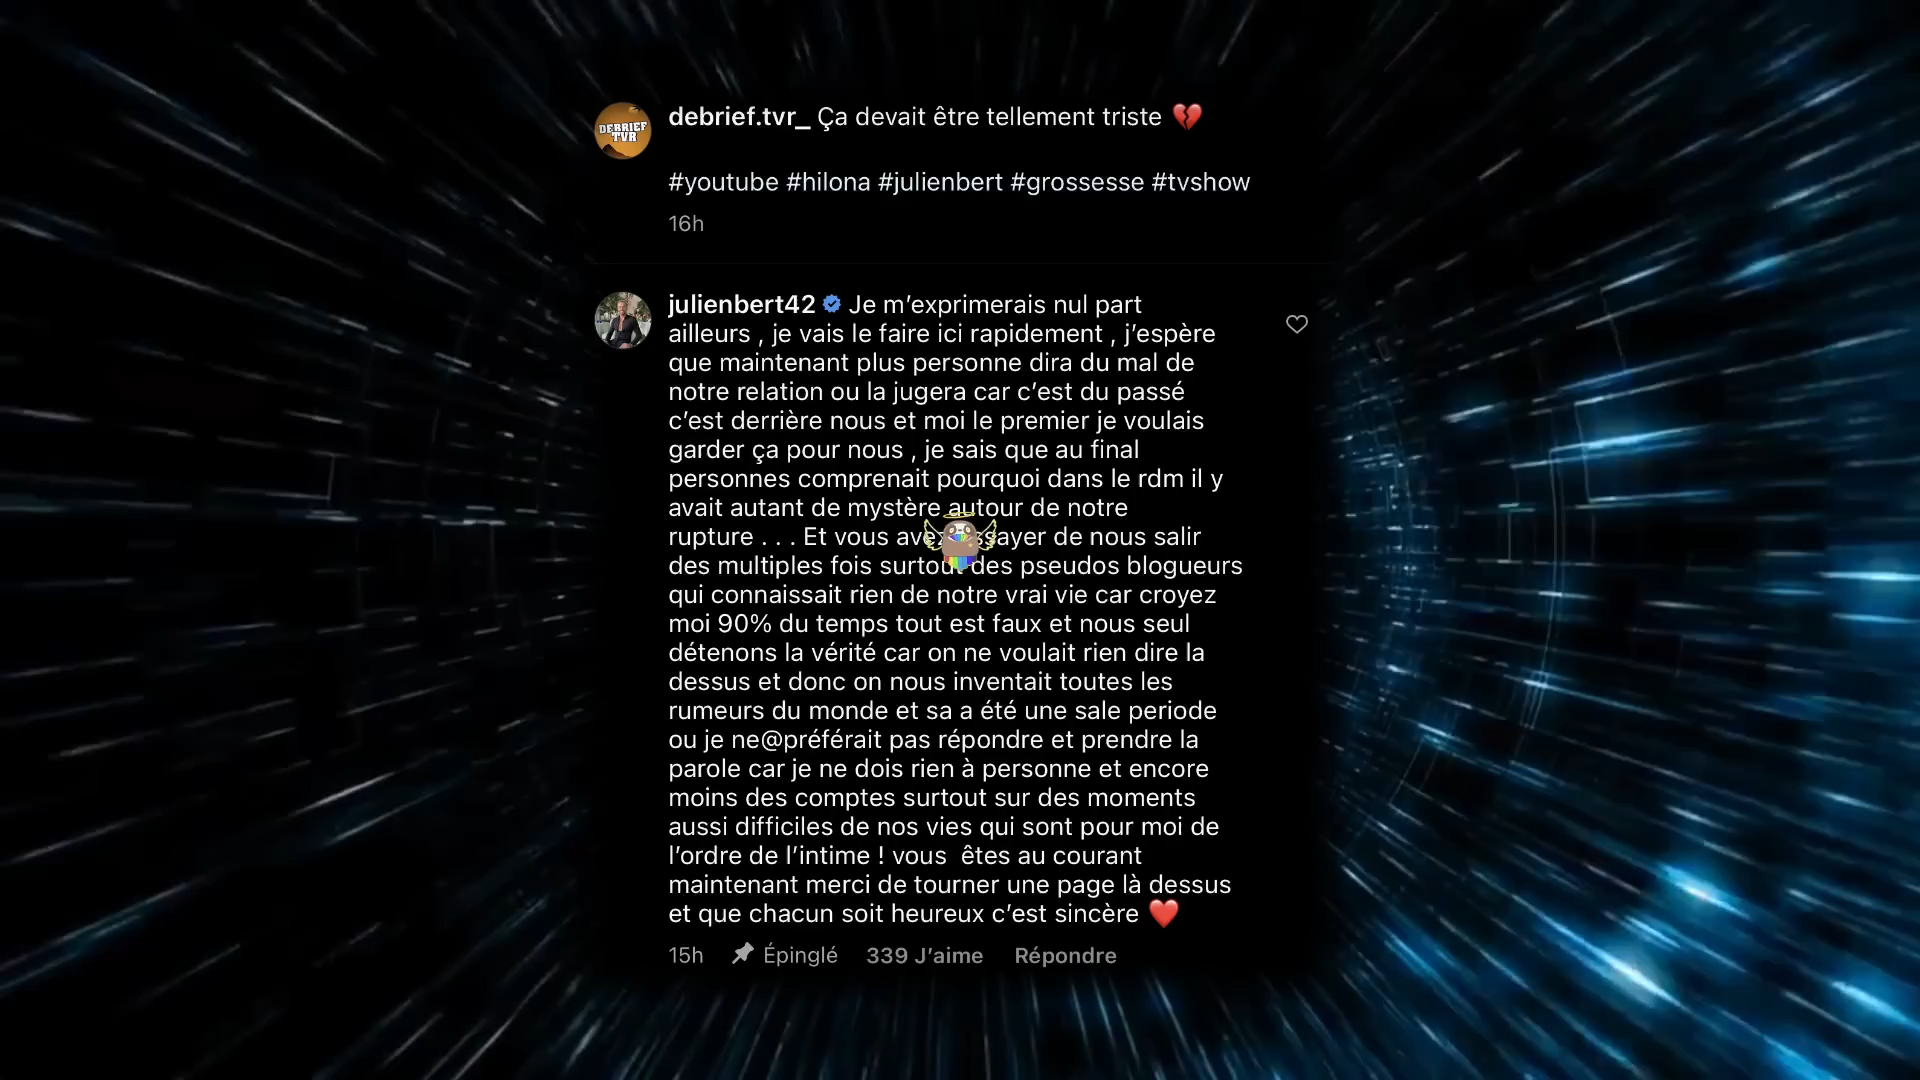 DEBRIEF
TVR
debrief.tvr_ Ça devait être tellement triste 💔
#youtube #hilona #julienbert #grossesse #tvshow
16h
julienbert42 Je m’exprimerais nul part
ailleurs , je vais le faire ici rapidement , j’espère
que maintenant plus personne dira du mal de
notre relation ou la jugera car c’est du passé
c’est derrière nous et moi le premier je voulais
garder ça pour nous , je sais que au final
personnes comprenait pourquoi dans le rdm il y
avait autant de mystère autour de notre
rupture . . . Et vous ayer de nous salir
des multiples fois surtout des pseudos blogueurs
qui connaissait rien de notre vrai vie car croyez
moi 90% du temps tout est faux et nous seul
détenons la vérité car on ne voulait rien dire la
dessus et donc on nous inventait toutes les
rumeurs du monde et sa a été une sale periode
ou je ne@préférait pas répondre et prendre la
parole car je ne dois rien à personne et encore
moins des comptes surtout sur des moments
aussi difficiles de nos vies qui sont pour moi de
l’ordre de l’intime ! vous  êtes au courant
maintenant merci de tourner une page là dessus
et que chacun soit heureux c’est sincère ❤️
15h Épinglé 339 J’aime Répondre